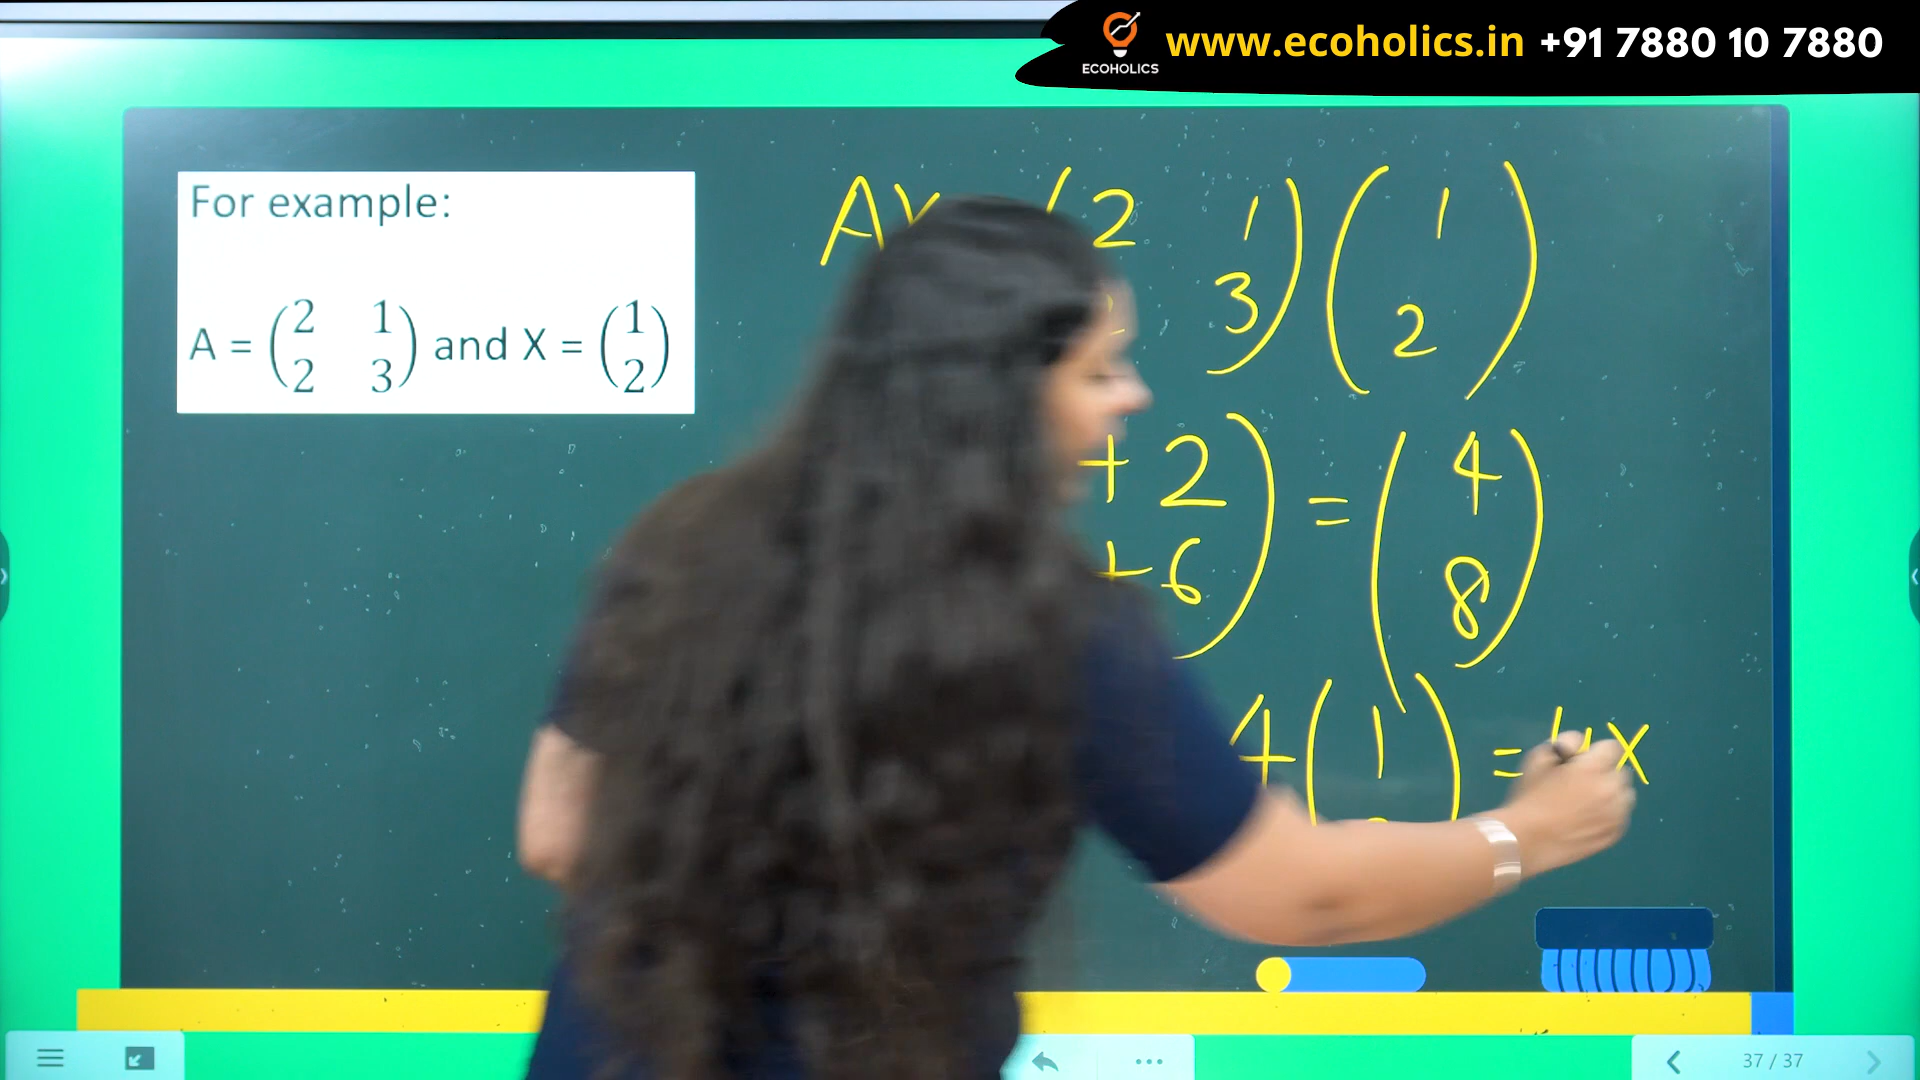 www.ecoholics.in +91 7880 10 7880
ECOHOLICS
For example:
A = (2 1
2 3) and X = (1
2)
A 2 1) (1
3) 2)
+ 2) = (4
+ 6) 8)
4 (1 ) = 4X
37 / 37